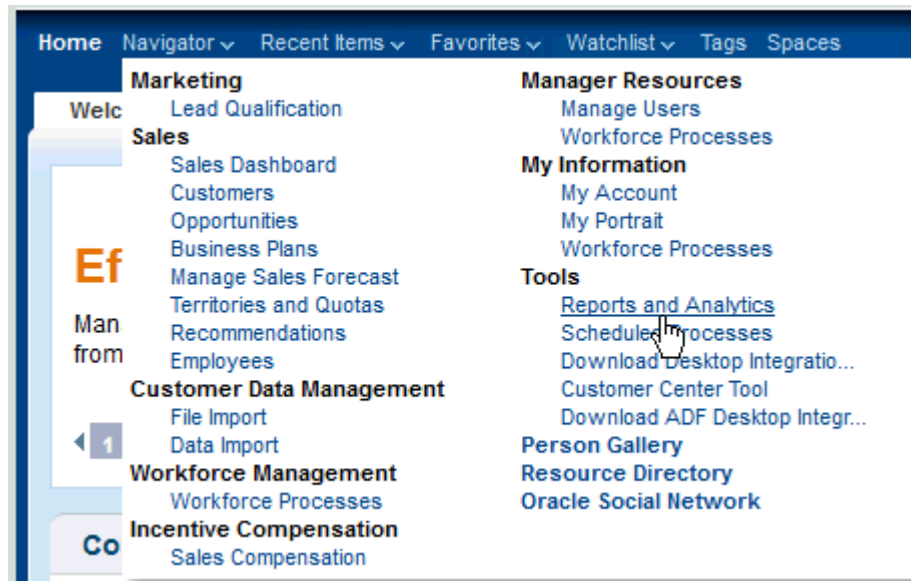 Home Navigator Recent Items Favorites Watchlist Tags Spaces
Welc
Ef
Man
from
1
Co
Marketing
Lead Qualification
Sales
Sales Dashboard
Customers
Opportunities
Business Plans
Manage Sales Forecast
Territories and Quotas
Recommendations
Employees
Customer Data Management
File Import
Data Import
Workforce Management
Workforce Processes
Incentive Compensation
Sales Compensation
Manager Resources
Manage Users
Workforce Processes
My Information
My Account
My Portrait
Workforce Processes
Tools
Reports and Analytics
Scheduled Processes
Download Desktop Integratio...
Customer Center Tool
Download ADF Desktop Integr...
Person Gallery
Resource Directory
Oracle Social Network